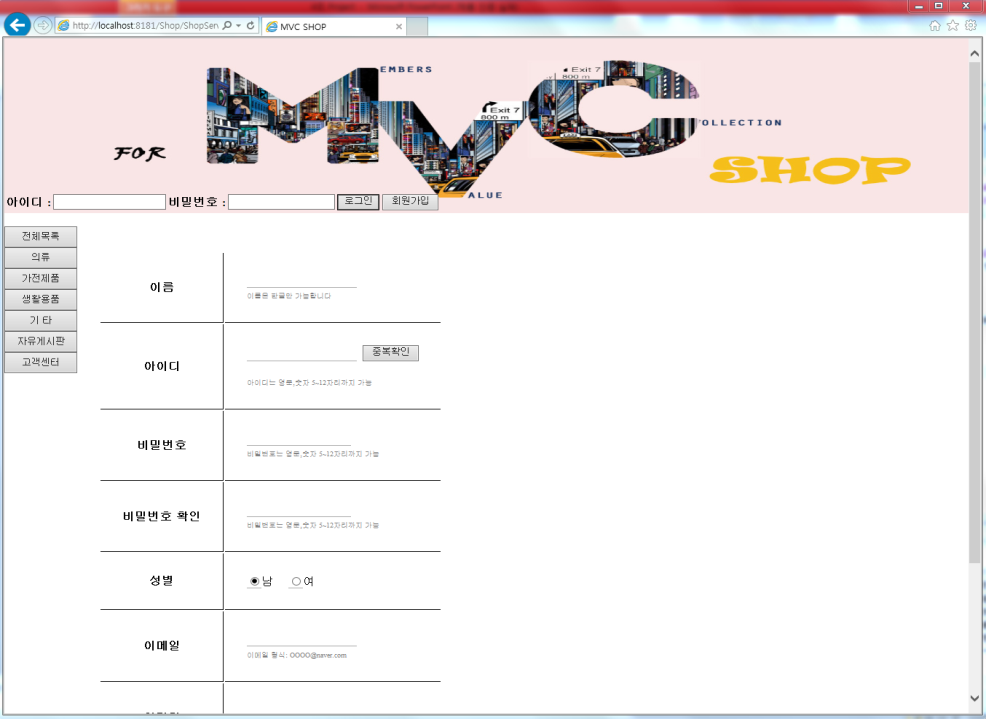 http://localhost:8181/Shop/ShopSer
MVC SHOP
EMBERS
Exit 7
800 m
Exit 7
800 m
OLLECTION
FOR
MVC
SHOP
ALUE
아이디 :
비밀번호 :
로그인
회원가입
전체목록
의류
가전제품
생활용품
기 타
자유게시판
고객센터
이름
이름은 한글만 가능합니다
아이디
중복확인
아이디는 영문,숫자 5~12자리까지 가능
비밀번호
비밀번호는 영문,숫자 5~12자리까지 가능
비밀번호 확인
비밀번호는 영문,숫자 5~12자리까지 가능
성별
남
여
이메일
이메일 형식: OOOO@naver.com